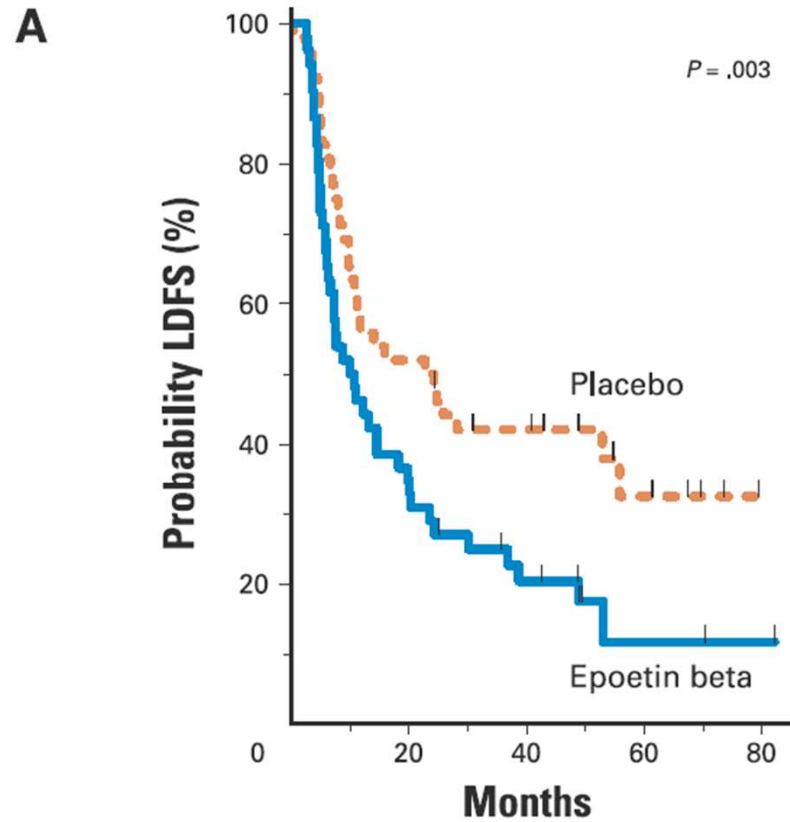 A
100
P = .003
80
Probability LDFS (%)
60
Placebo
40
20
Epoetin beta
0 20 40 60 80
Months